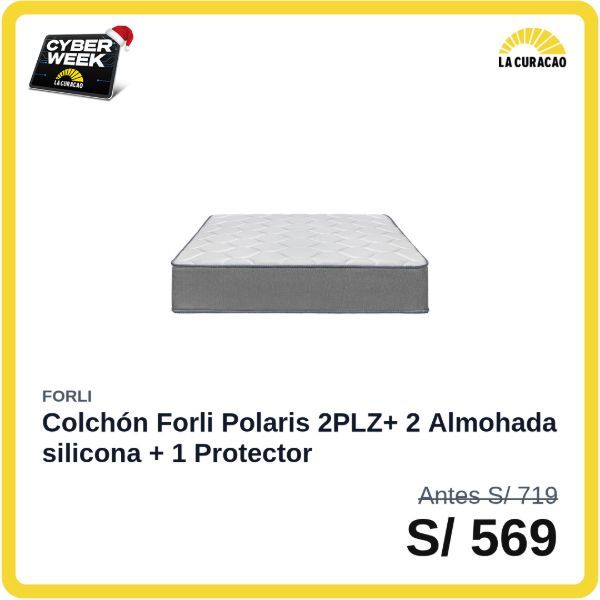 CYBER
WEEK
LA CURACAO
LA CURACAO
FORLI
Colchón Forli Polaris 2PLZ+ 2 Almohada
silicona + 1 Protector
Antes S/ 719
S/ 569